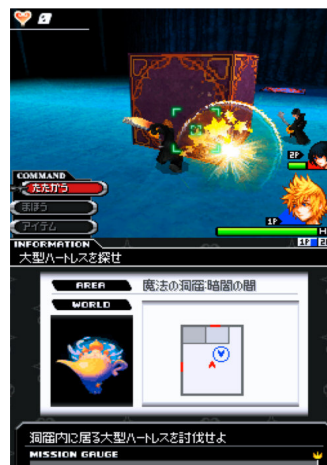 COMMAND
たたかう
まほう
アイテム
2P
1P
H
1P 2
INFORMATION
大型ハートレスを探せ
AREA
魔法の洞窟:暗闇の間
WORLD
洞窟内に居る大型ハートレスを討伐せよ
MISSION GAUGE